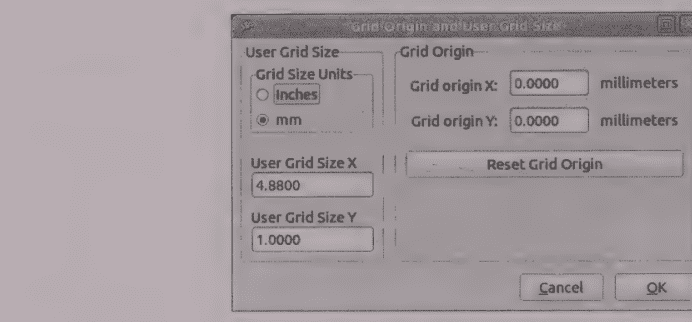 Grid Origin and User Grid Size
User Grid Size
Grid Size Units
Inches
mm
User Grid Size X
4.8800
User Grid Size Y
1.0000
Grid Origin
Grid origin X: 0.0000 millimeters
Grid origin Y: 0.0000 millimeters
Reset Grid Origin
Cancel OK